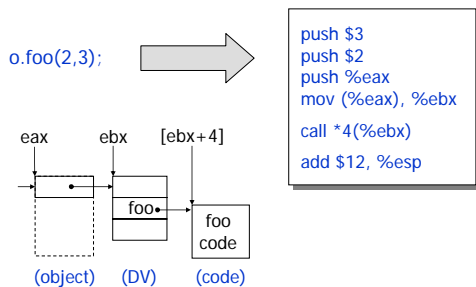 o.foo(2,3);
push $3
push $2
push %eax
mov (%eax), %ebx
call *4(%ebx)
add $12, %esp
eax
ebx
[ebx+4]
foo
foo
code
(object)
(DV)
(code)